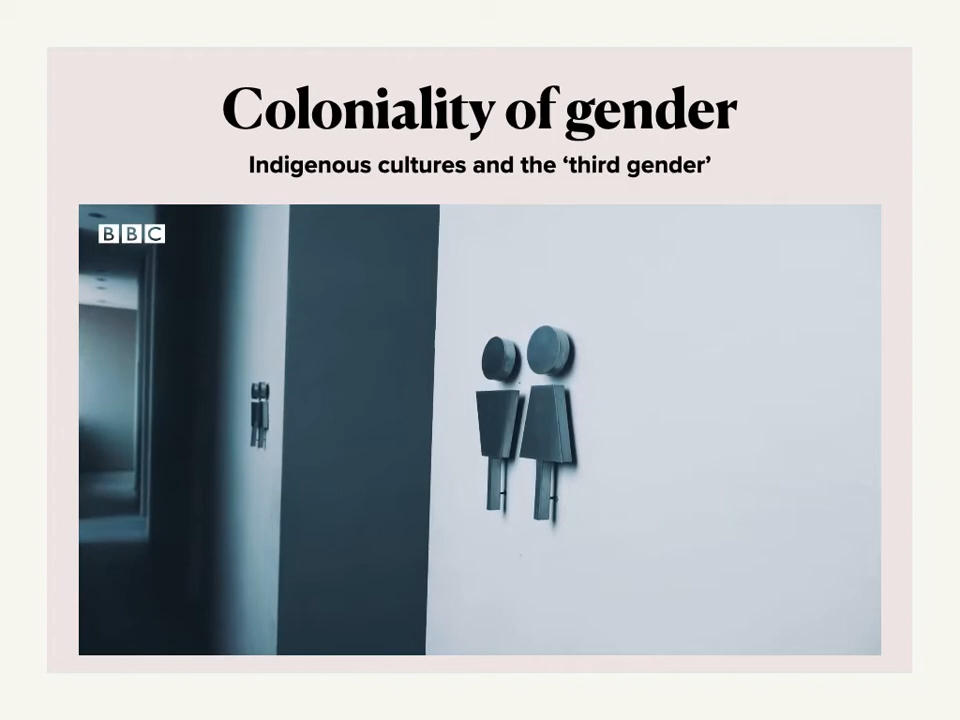 Coloniality of gender
Indigenous cultures and the ‘third gender’
BBC